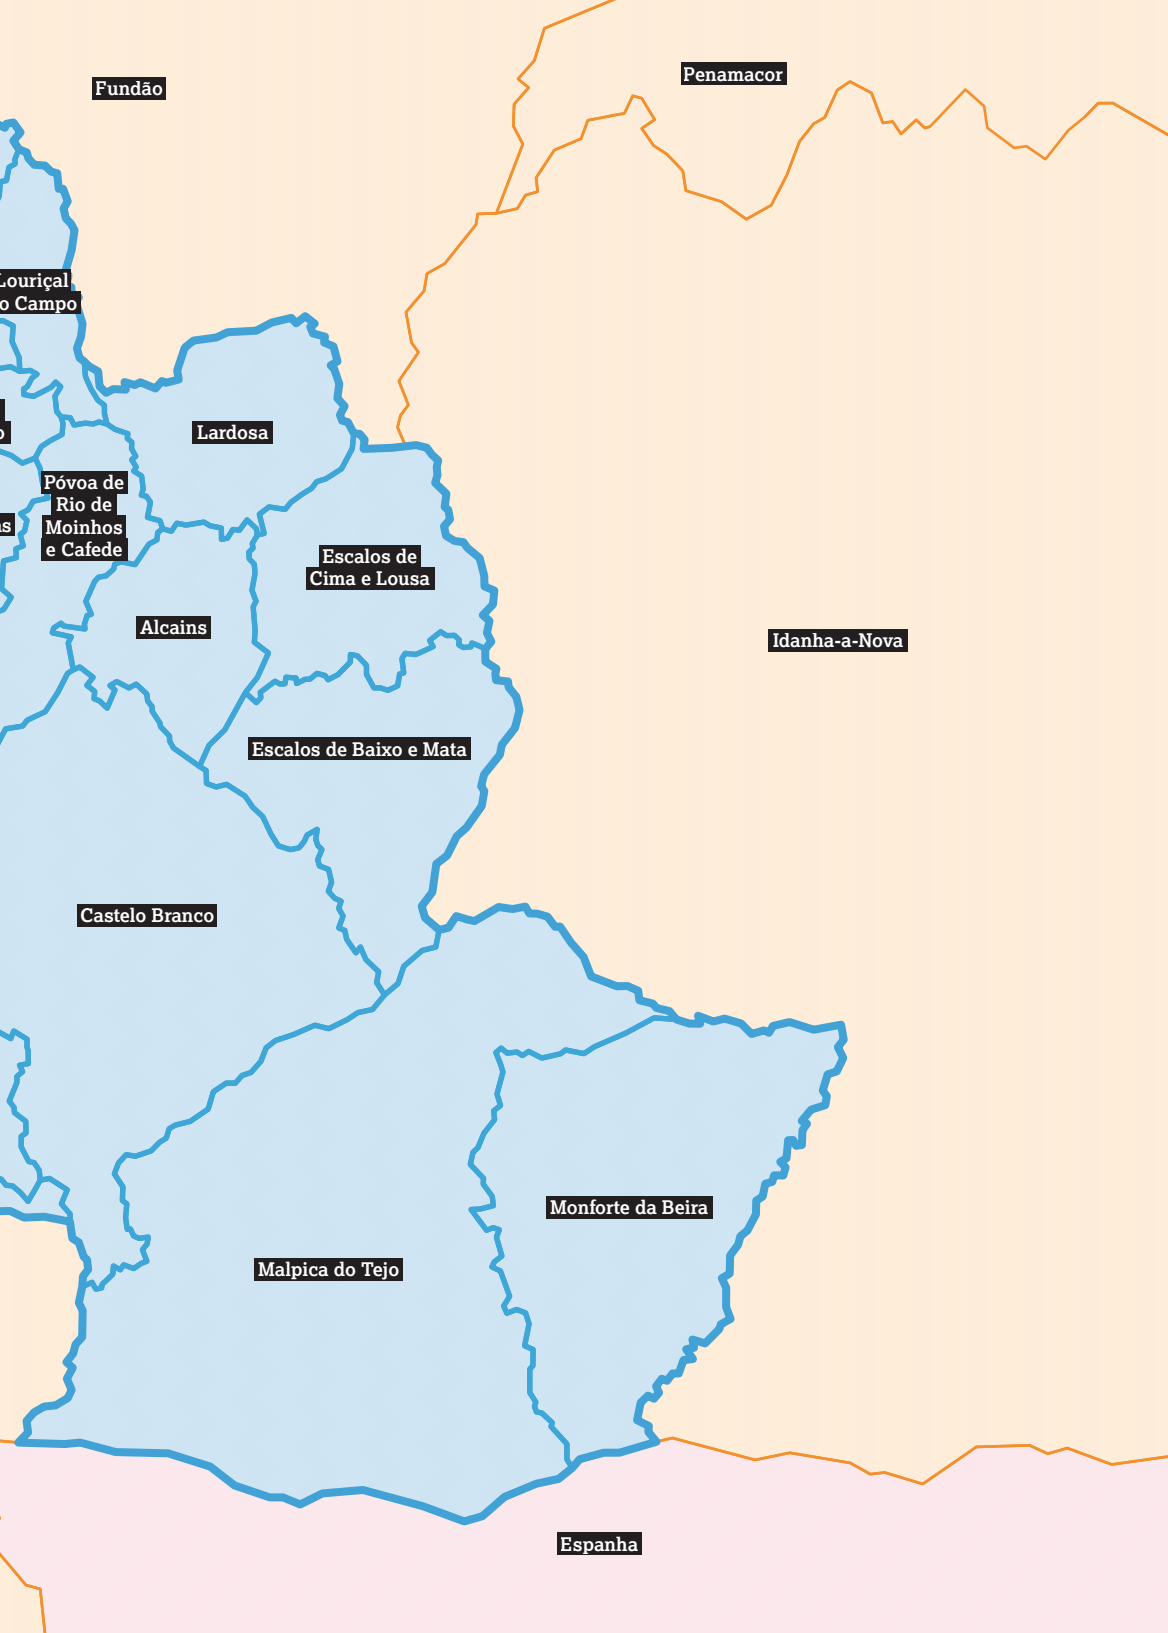 Penamacor
Fundão
Louriçal
o Campo
Lardosa
Póvoa de
Rio de
Moinhos
e Cafede
Escalos de
Cima e Lousa
Alcains
Idanha-a-Nova
Escalos de Baixo e Mata
Castelo Branco
Monforte da Beira
Malpica do Tejo
Espanha